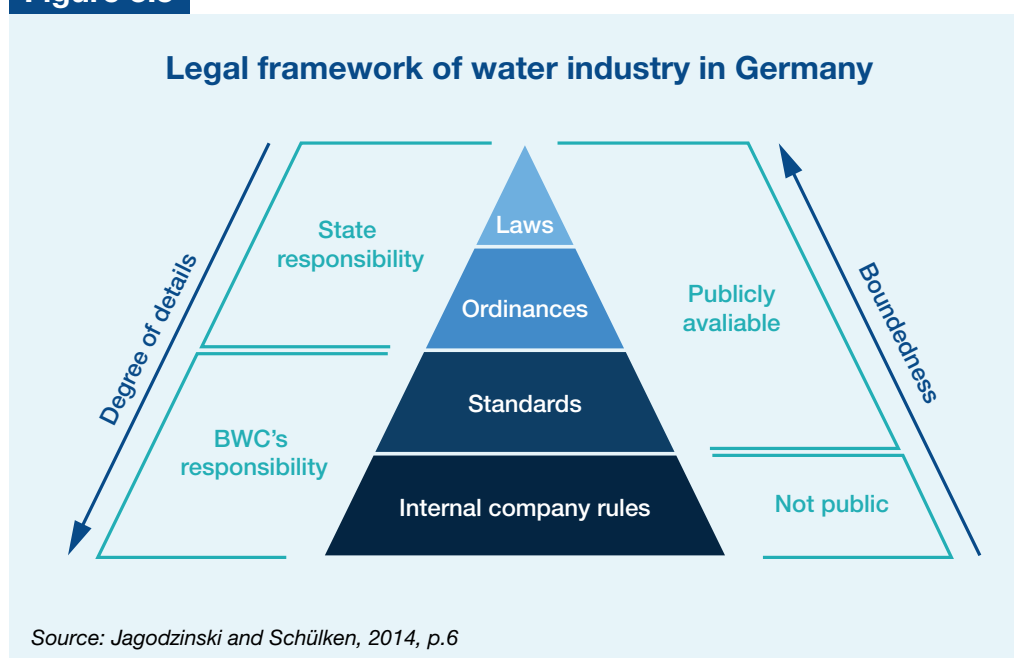 Legal framework of water industry in Germany
State
responsibility
Laws
Degree of details
Ordinances
Publicly
avaliable
Boundedness
Standards
BWC's
responsibility
Internal company rules
Not public
Source: Jagodzinski and Schülken, 2014, p.6